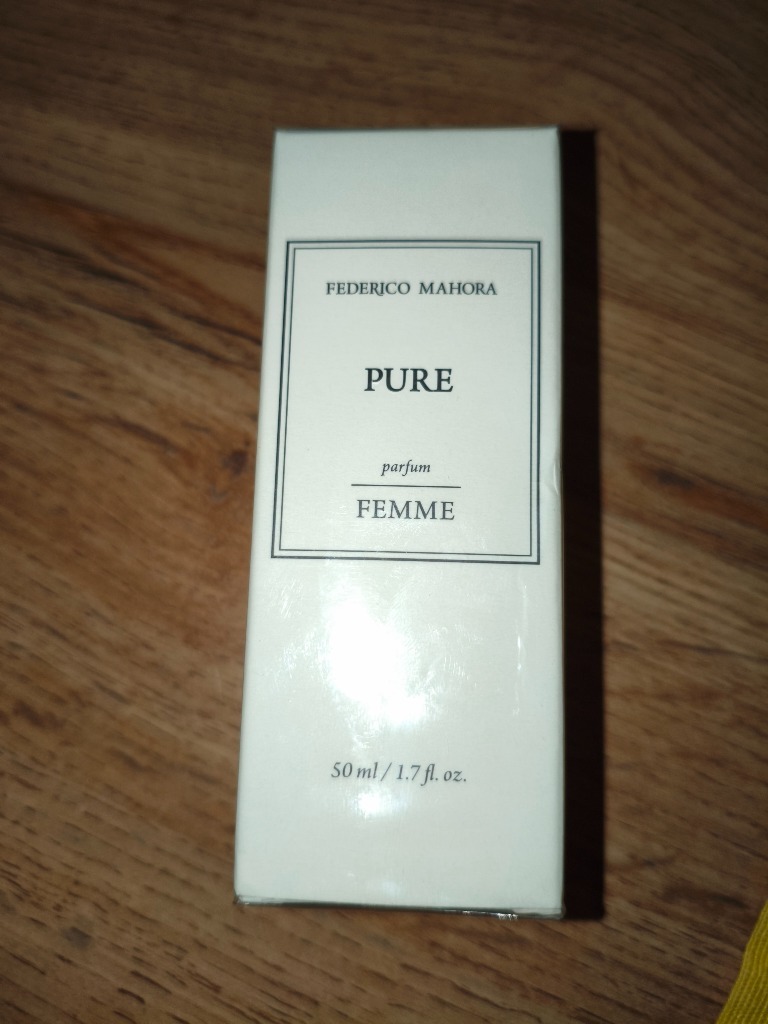 FEDERICO MAHORA
PURE
parfum
FEMME
50 ml / 1.7 fl. oz.